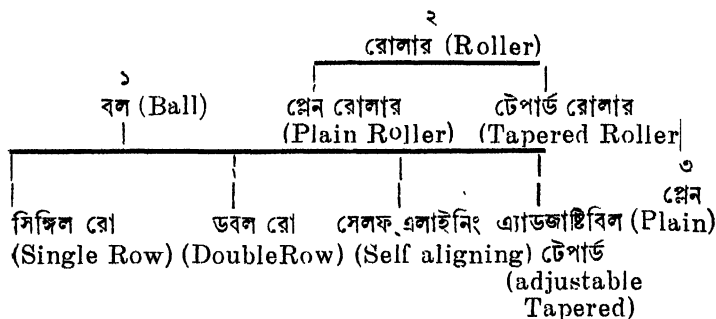 ২
রোলার (Roller)
১
বল (Ball) প্লেন রোলার টেপার্ড রোলার
(Plain Roller) (Tapered Roller
৩
প্লেন
সিঙ্গিল রো ডবল রো সেলফ্ এলাইনিং এ্যাডজাষ্টিবিল (Plain)
(Single Row) (DoubleRow) (Self aligning) টেপার্ড
(adjustable
Tapered)